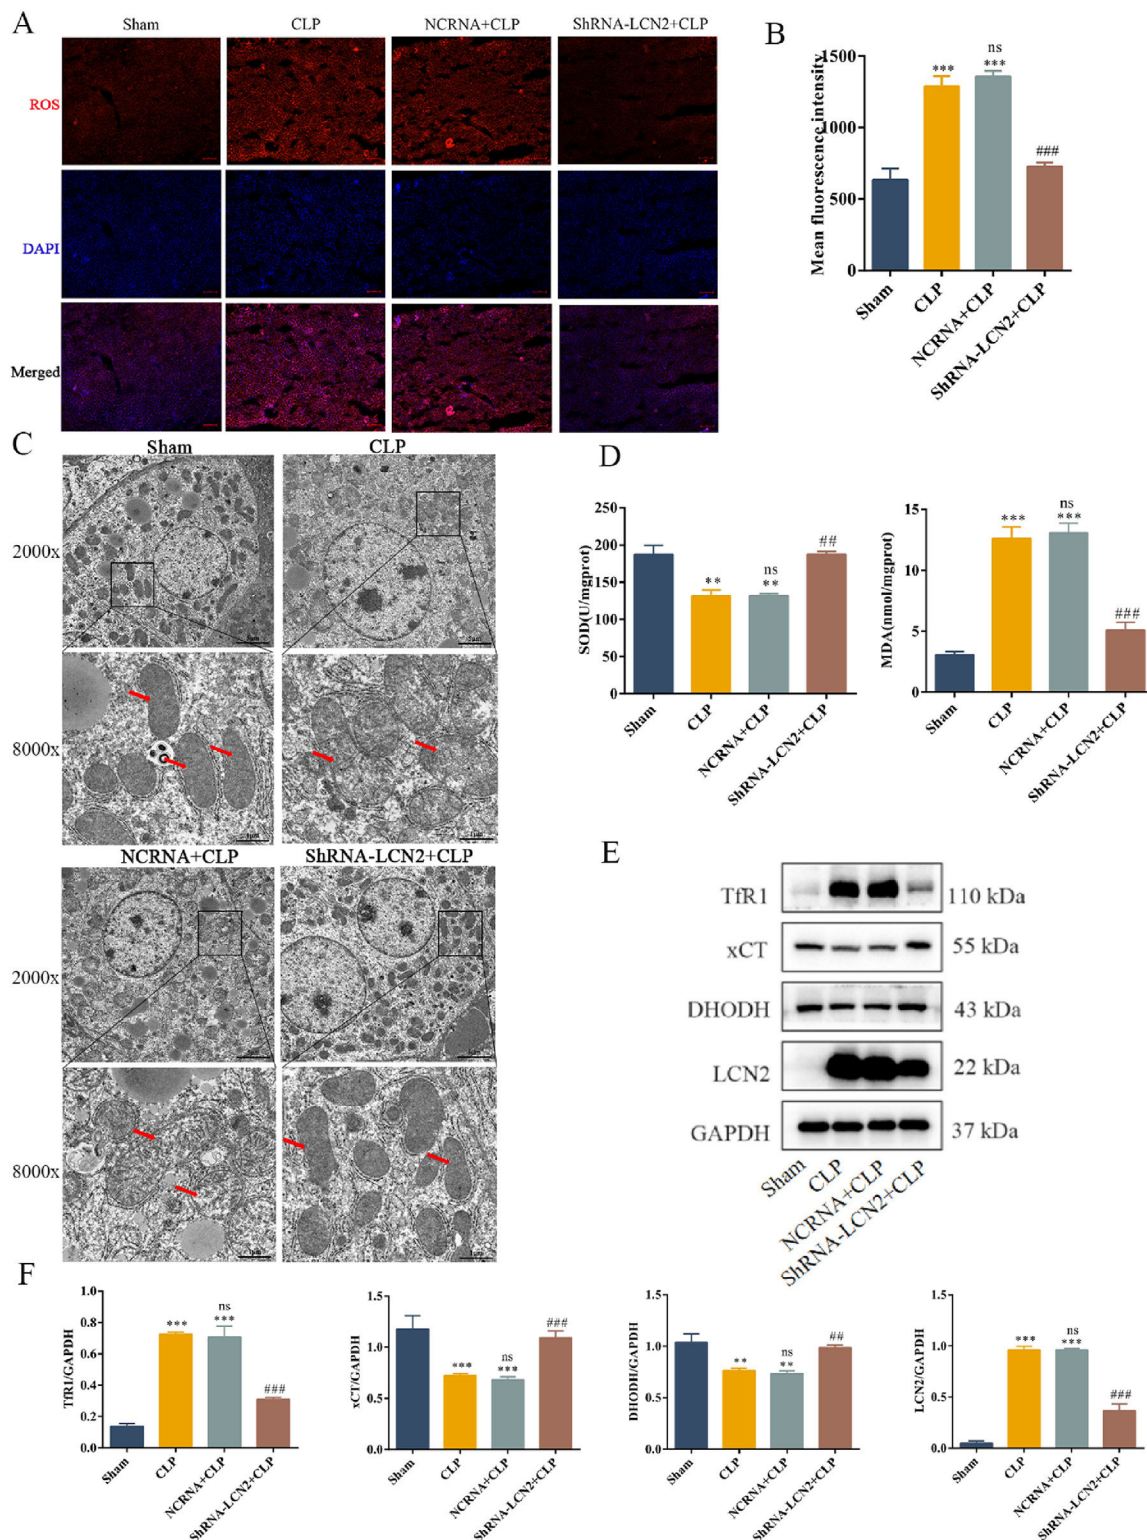 A
Sham
CLP
NCRNA+CLP
ShRNA-LCN2+CLP
ROS
DAPI
Merged
B
Mean fluorescence intensity
1500
1000
500
0
***
ns
***
###
Sham
CLP
NCRNA+CLP
ShRNA-LCN2+CLP
C
Sham
CLP
2000x
8000x
NCRNA+CLP
ShRNA-LCN2+CLP
2000x
8000x
D
SOD(U/mgprot)
250
200
150
100
50
0
**
ns
**
##
Sham
CLP
NCRNA+CLP
ShRNA-LCN2+CLP
MDA(nmol/mgprot)
15
10
5
0
***
ns
***
###
Sham
CLP
NCRNA+CLP
ShRNA-LCN2+CLP
E
TfR1
110 kDa
xCT
55 kDa
DHODH
43 kDa
LCN2
22 kDa
GAPDH
37 kDa
Sham
CLP
NCRNA+CLP
ShRNA-LCN2+CLP
F
TfR1/GAPDH
1.0
0.8
0.6
0.4
0.2
0.0
***
ns
***
###
Sham
CLP
NCRNA+CLP
ShRNA-LCN2+CLP
xCT/GAPDH
1.5
1.0
0.5
0.0
***
ns
***
###
Sham
CLP
NCRNA+CLP
ShRNA-LCN2+CLP
DHODH/GAPDH
1.5
1.0
0.5
0.0
**
ns
**
##
Sham
CLP
NCRNA+CLP
ShRNA-LCN2+CLP
LCN2/GAPDH
1.5
1.0
0.5
0.0
***
ns
***
###
Sham
CLP
NCRNA+CLP
ShRNA-LCN2+CLP